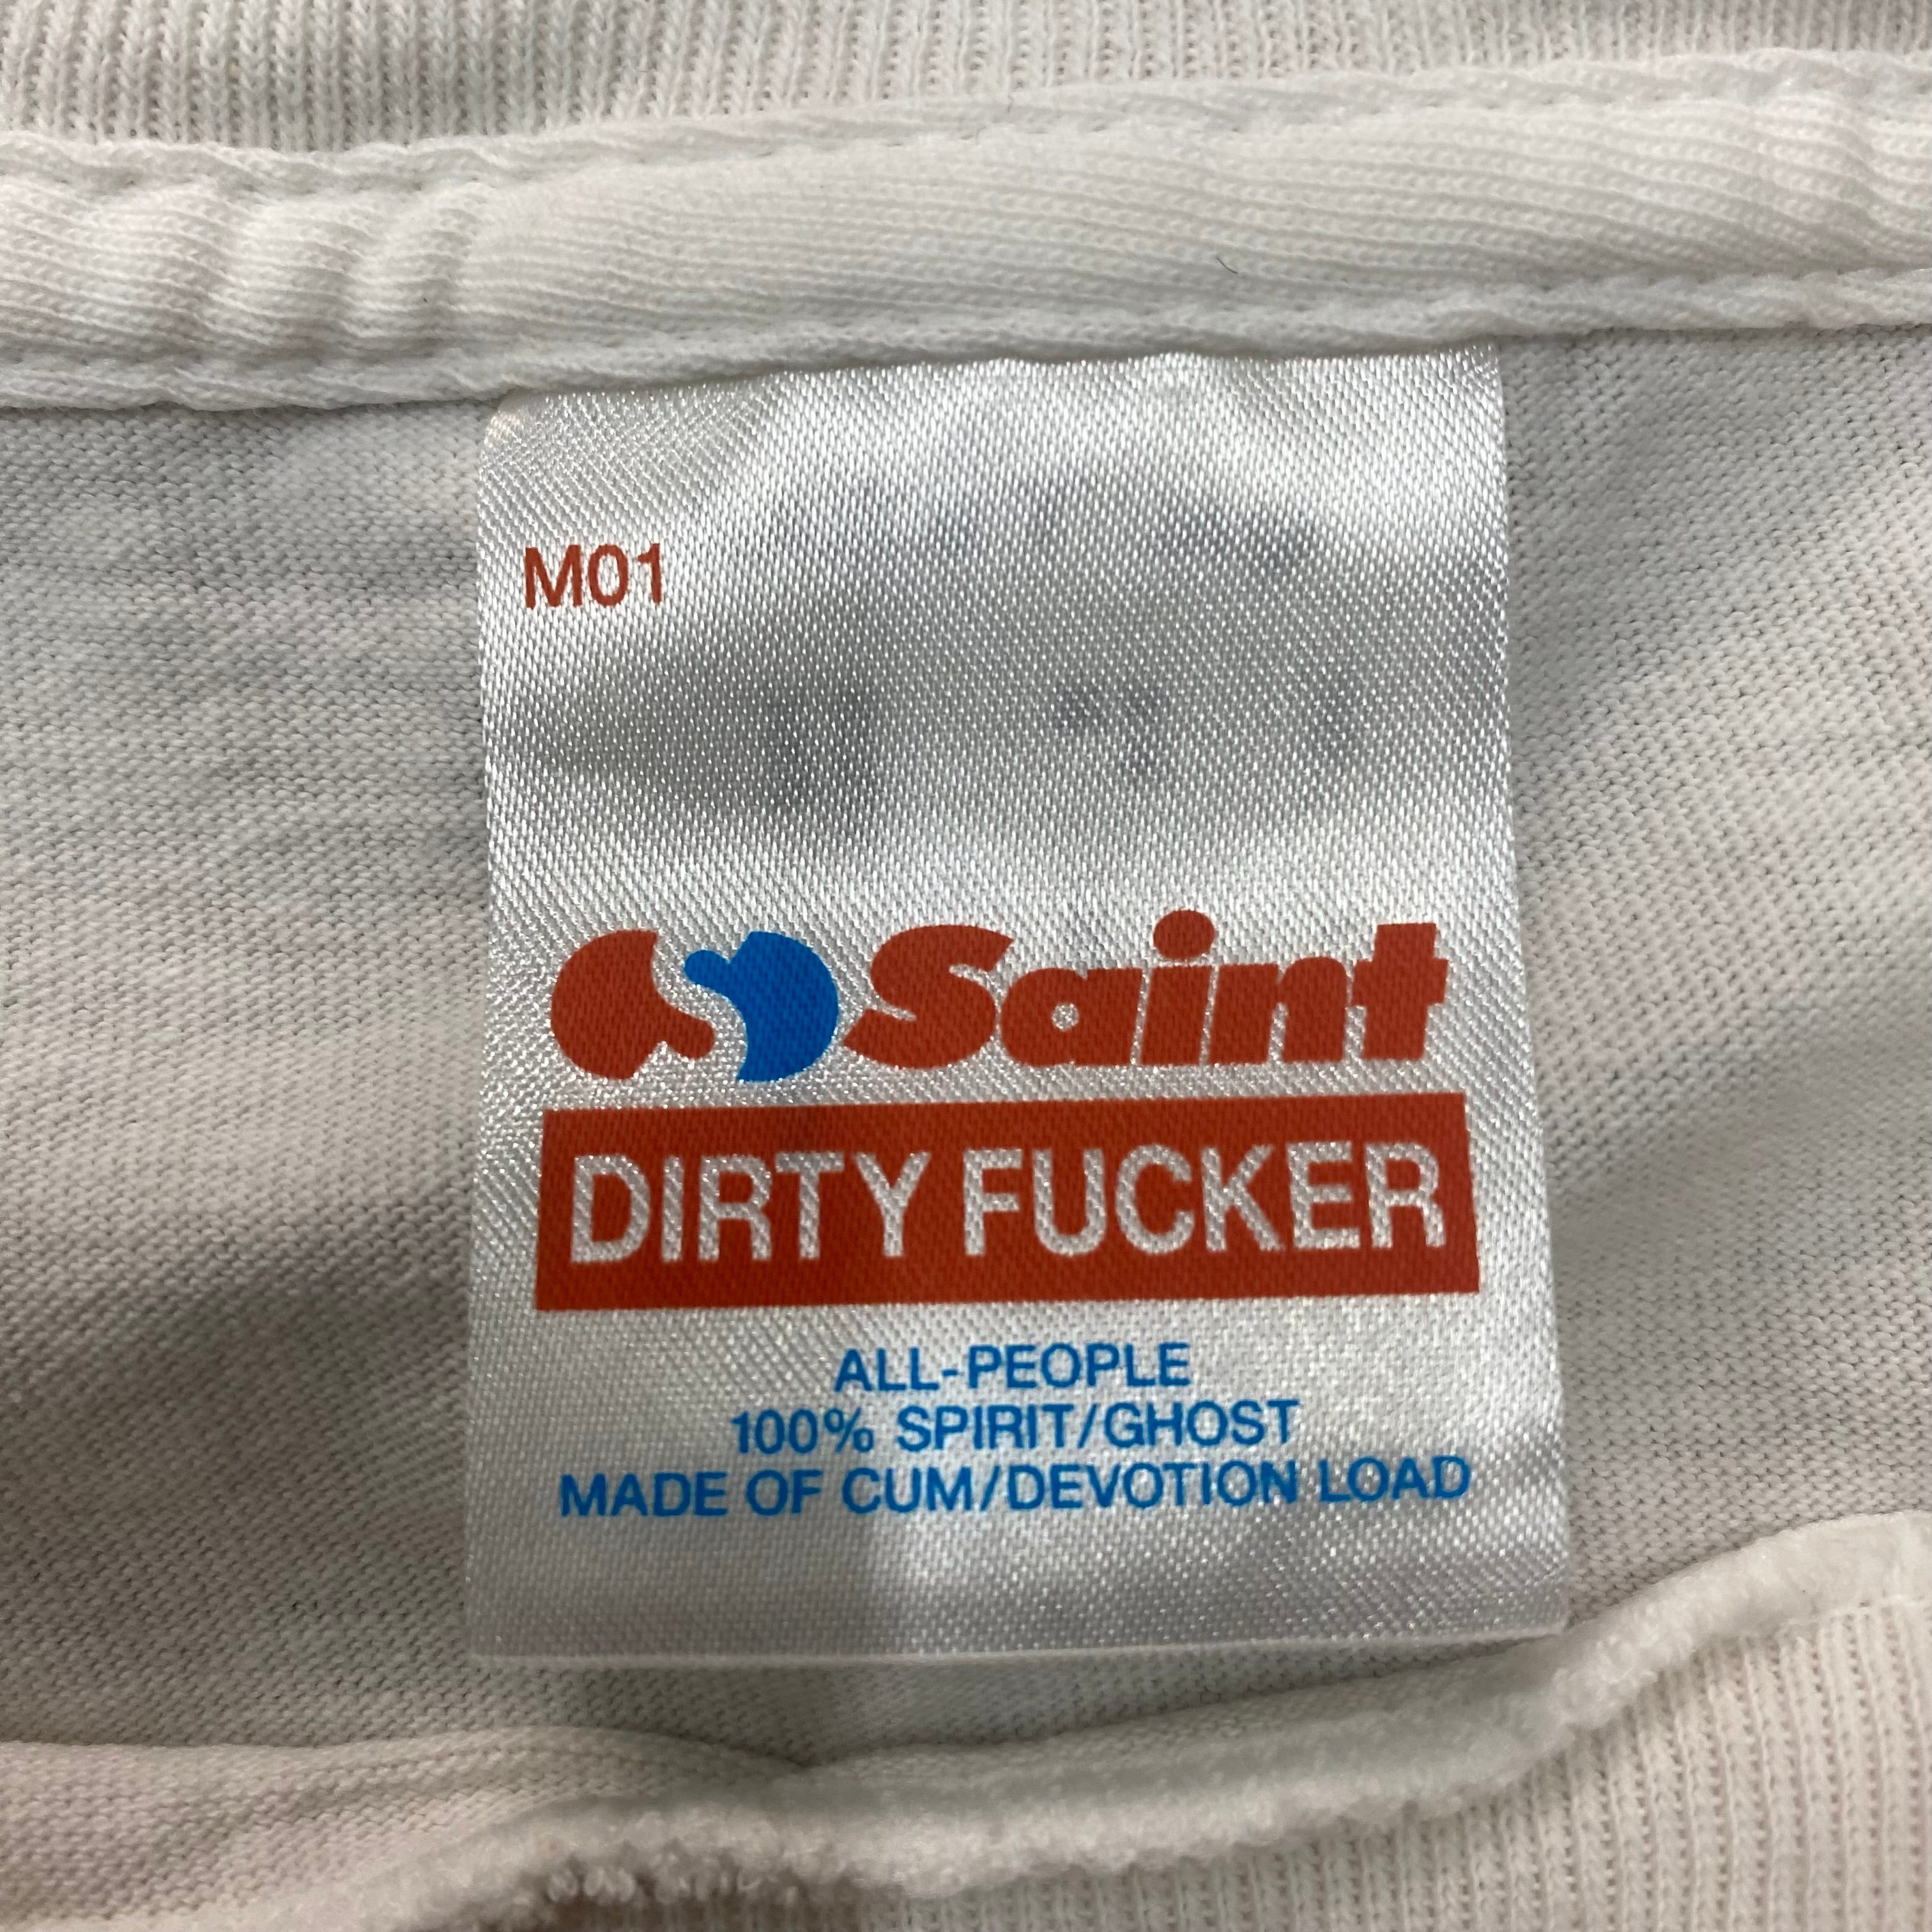 M01
Saint
DIRTY FUCKER
ALL-PEOPLE
100% SPIRIT/GHOST
MADE OF CUM/DEVOTION LOAD